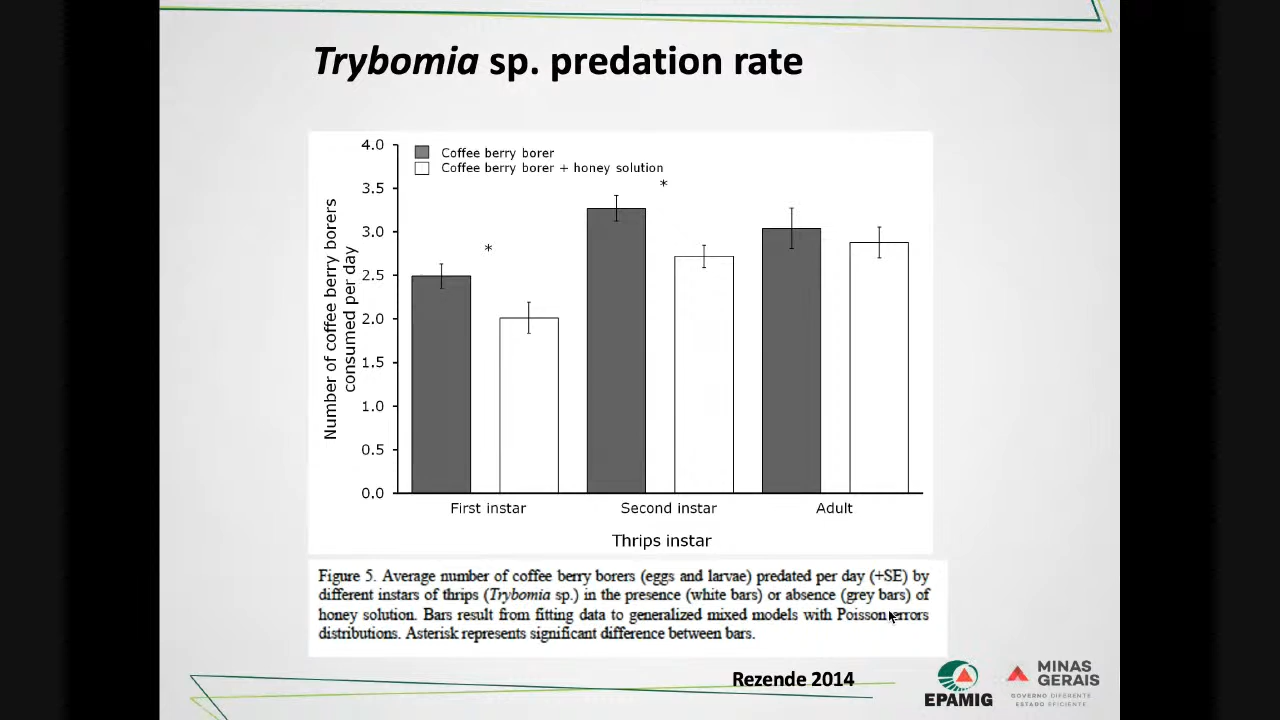 Trybomia sp. predation rate
4.0
3.5
3.0
2.5
2.0
1.5
1.0
0.5
0.0
Number of coffee berry borers
consumed per day
Coffee berry borer
Coffee berry borer + honey solution
*
*
First instar
Second instar
Adult
Thrips instar
Figure 5. Average number of coffee berry borers (eggs and larvae) predated per day (+SE) by
different instars of thrips (Trybomia sp.) in the presence (white bars) or absence (grey bars) of
honey solution. Bars result from fitting data to generalized mixed models with Poisson errors
distributions. Asterisk represents significant difference between bars.
Rezende 2014
EPAMIG
MINAS
GERAIS
GOVERNO DIFERENTE
ESTADO EFICIENTE